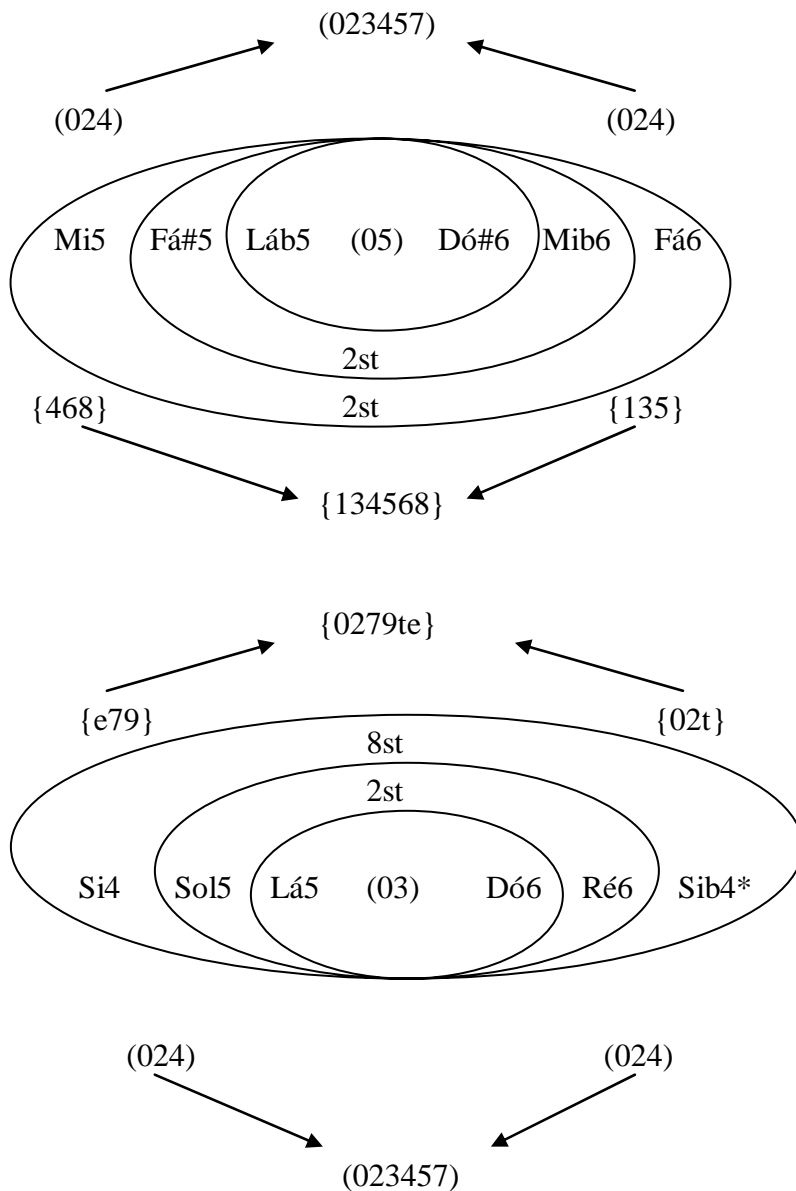 (023457)
(024) (024)
Mi5 Fá#5 Láb5 (05) Dó#6 Mib6 Fá6
2st
{468} 2st {135}
{134568}
{0279te}
{e79} {02t}
8st
2st
Si4 Sol5 Lá5 (03) Dó6 Ré6 Sib4*
(024) (024)
(023457)